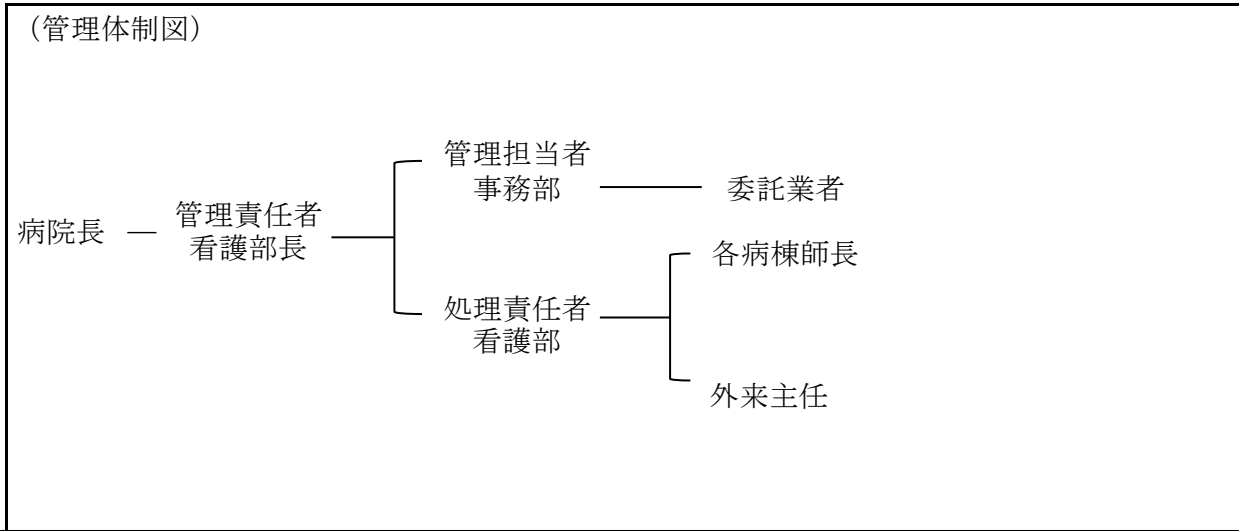 （管理体制図）
管理担当者
事務部
委託業者
病院長
管理責任者
看護部長
各病棟師長
処理責任者
看護部
外来主任